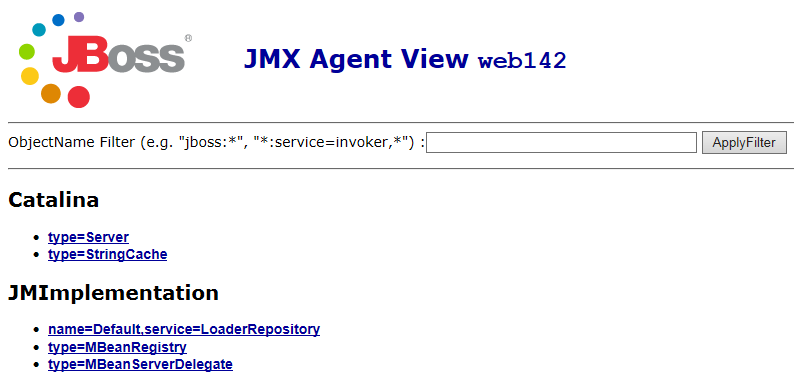 JBoss®
JMX Agent View web142
ObjectName Filter (e.g. "jboss:*", "*:service=invoker,*") : ApplyFilter
Catalina
type=Server
type=StringCache
JMImplementation
name=Default,service=LoaderRepository
type=MBeanRegistry
type=MBeanServerDelegate